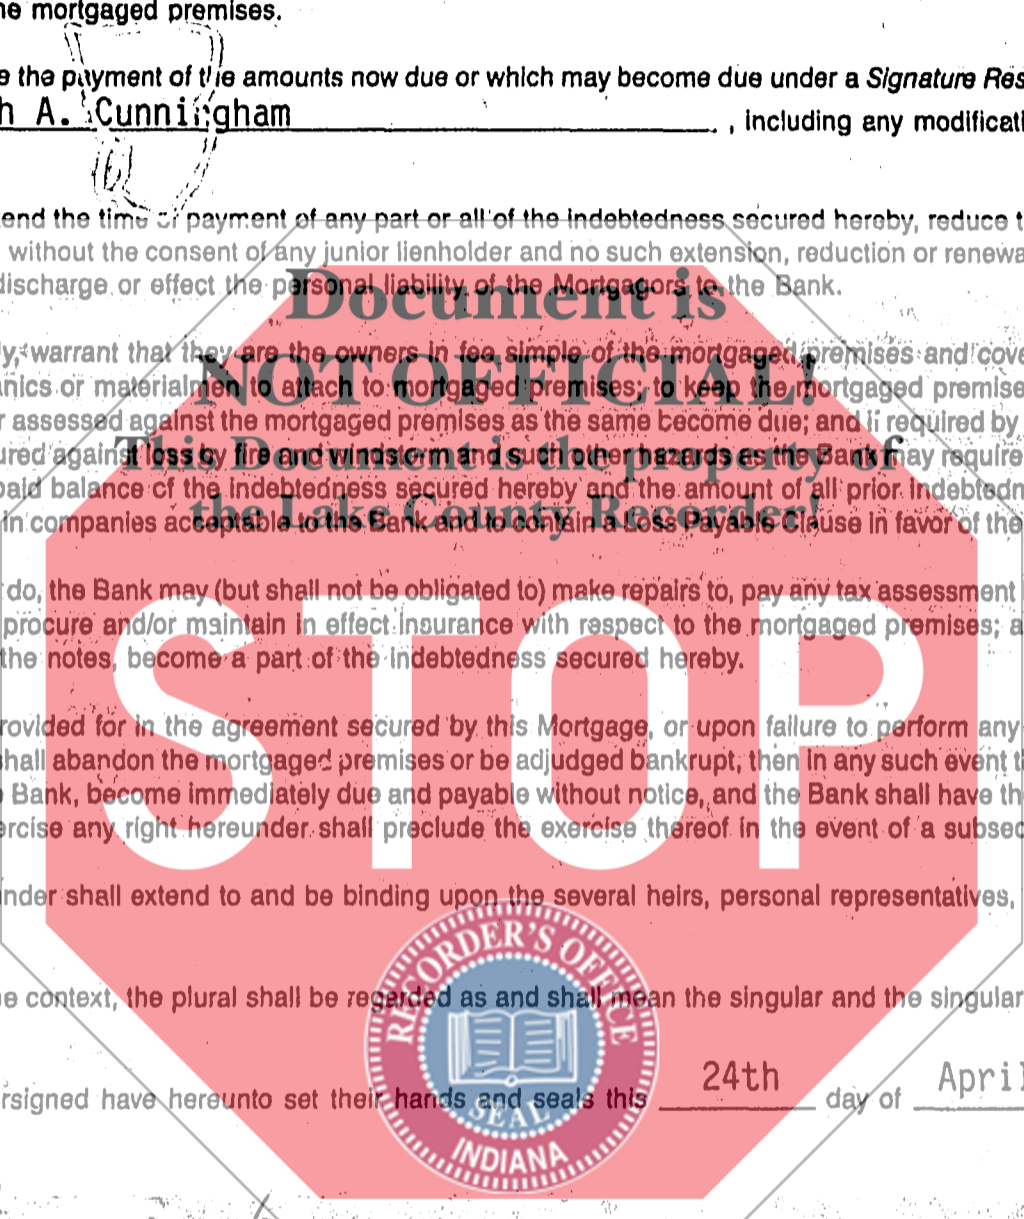 he mortgaged premises.
e the payment of the amounts now due or which may become due under a Signature Res
h A. Cunningham , including any modificati
end the time of payment of any part or all of the indebtedness secured hereby, reduce t
without the consent of any junior lienholder and no such extension, reduction or renewa
discharge or effect the personal liability of the Mortgagors to the Bank.
Document is
y, warrant that they are the owners in fee simple of the mortgaged premises and cove
NOT OFFICIAL!
nics or materialmen to attach to mortgaged premises; to keep the mortgaged premise
r assessed against the mortgaged premises as the same become due; and if required by
This Document is the property of
ured against loss by fire and windstorm and such other hazards as the Bank may require
paid balance of the indebtedness secured hereby and the amount of all prior indebtedn
the Lake County Recorder!
in companies acceptable to the Bank and to contain a Loss Payable Clause in favor of the
do, the Bank may (but shall not be obligated to) make repairs to, pay any tax assessment
procure and/or maintain in effect insurance with respect to the mortgaged premises; a
the notes, become a part of the indebtedness secured hereby.
STOP
rovided for in the agreement secured by this Mortgage, or upon failure to perform any
hall abandon the mortgaged premises or be adjudged bankrupt, then in any such event t
Bank, become immediately due and payable without notice, and the Bank shall have th
ercise any right hereunder shall preclude the exercise thereof in the event of a subsec
nder shall extend to and be binding upon the several heirs, personal representatives,
RECORDER'S OFFICE
e context, the plural shall be regarded as and shall mean the singular and the singular
rsigned have hereunto set their hands and seals this 24th day of April
SEAL
INDIANA